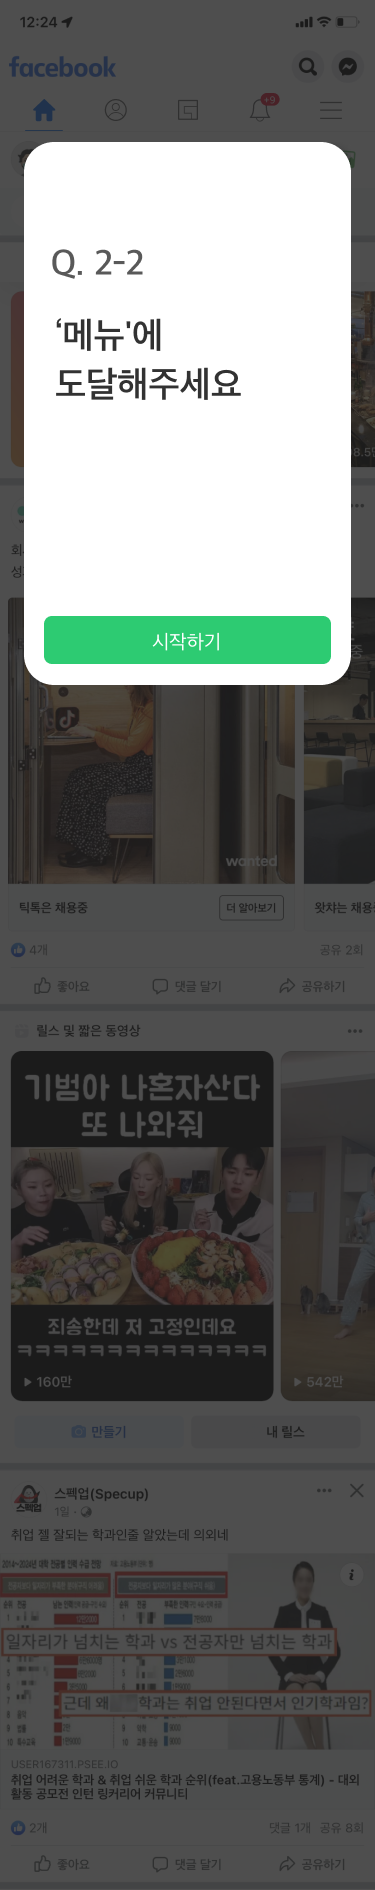 12:24
facebook
+9
Q. 2-2
‘메뉴'에
도달해주세요
8.5만
회
성
시작하기
중
wanted
틱톡은 채용중
더 알아보기
왓챠는 채용
4개
공유 2회
좋아요
댓글 달기
공유하기
릴스 및 짧은 동영상
기범아 나혼자산다
또 나와줘
죄송한데 저 고정인데요
ㅋㅋㅋㅋㅋㅋㅋㅋㅋㅋㅋㅋㅋㅋ
160만
542만
만들기
내 릴스
스펙업
스펙업(Specup)
1일 ·
취업 젤 잘되는 학과인줄 알았는데 의외네
일자리가 넘치는 학과 vs 전공자만 넘치는 학과
근데 왜 학과는 취업 안된다면서 인기학과임?
USER167311.PSEE.IO
취업 어려운 학과 & 취업 쉬운 학과 순위(feat.고용노동부 통계) - 대외
활동 공모전 인턴 링커리어 커뮤니티
2개
댓글 1개 공유 8회
좋아요
댓글 달기
공유하기